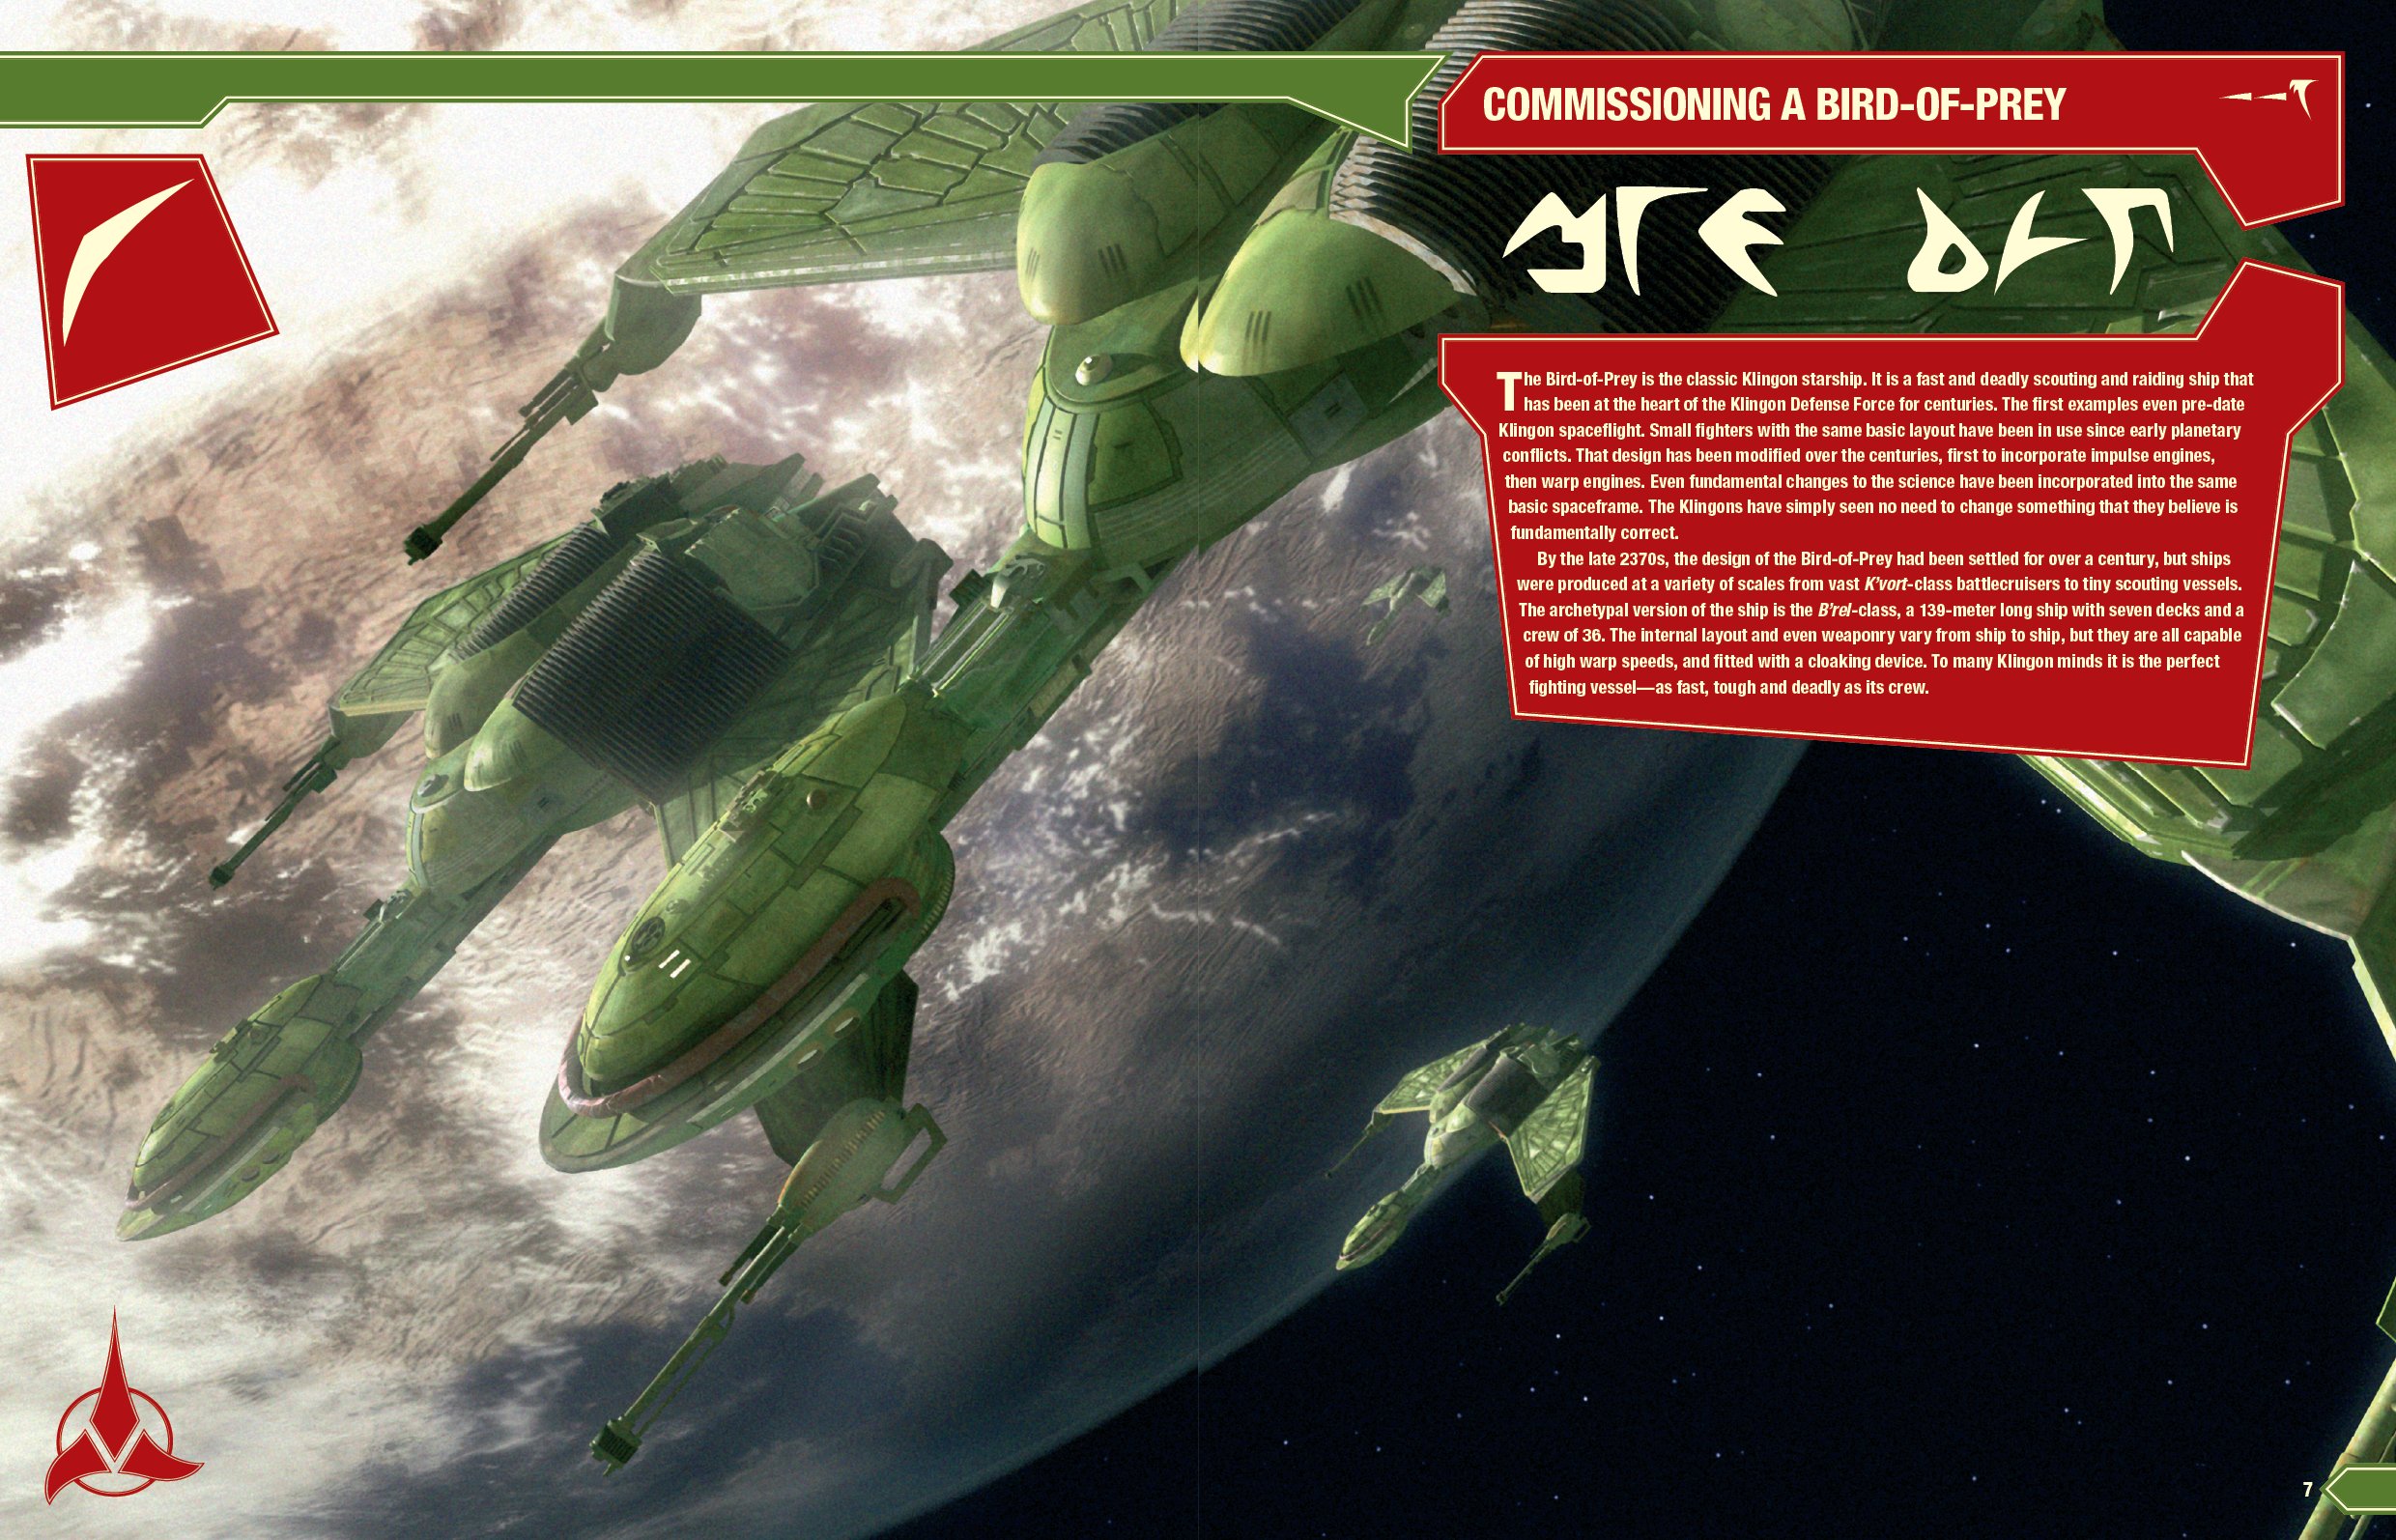 COMMISSIONING A BIRD-OF-PREY
The Bird-of-Prey is the classic Klingon starship. It is a fast and deadly scouting and raiding ship that
has been at the heart of the Klingon Defense Force for centuries. The first examples even pre-date
Klingon spaceflight. Small fighters with the same basic layout have been in use since early planetary
conflicts. That design has been modified over the centuries, first to incorporate impulse engines,
then warp engines. Even fundamental changes to the science have been incorporated into the same
basic spaceframe. The Klingons have simply seen no need to change something that they believe is
fundamentally correct.
By the late 2370s, the design of the Bird-of-Prey had been settled for over a century, but ships
were produced at a variety of scales from vast K’vort-class battlecruisers to tiny scouting vessels.
The archetypal version of the ship is the B’rel-class, a 139-meter long ship with seven decks and a
crew of 36. The internal layout and even weaponry vary from ship to ship, but they are all capable
of high warp speeds, and fitted with a cloaking device. To many Klingon minds it is the perfect
fighting vessel—as fast, tough and deadly as its crew.
7